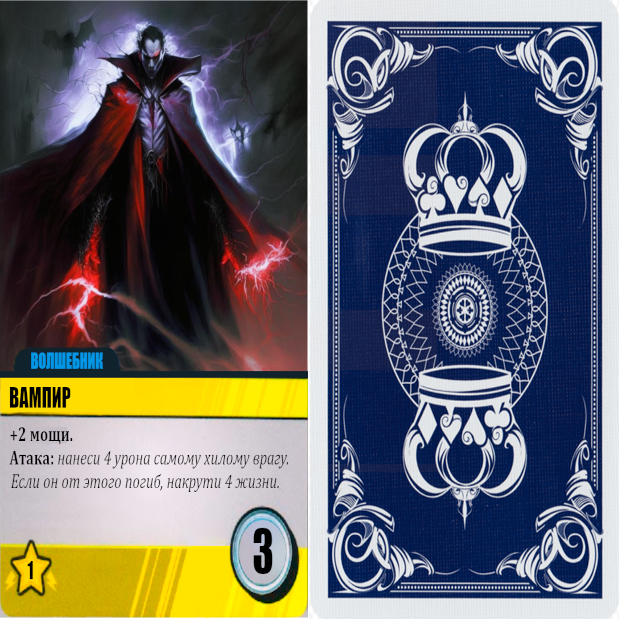 ВОЛШЕБНИК
ВАМПИР
+2 мощи.
Атака: нанеси 4 урона самому хилому врагу.
Если он от этого погиб, накрути 4 жизни.
3
1